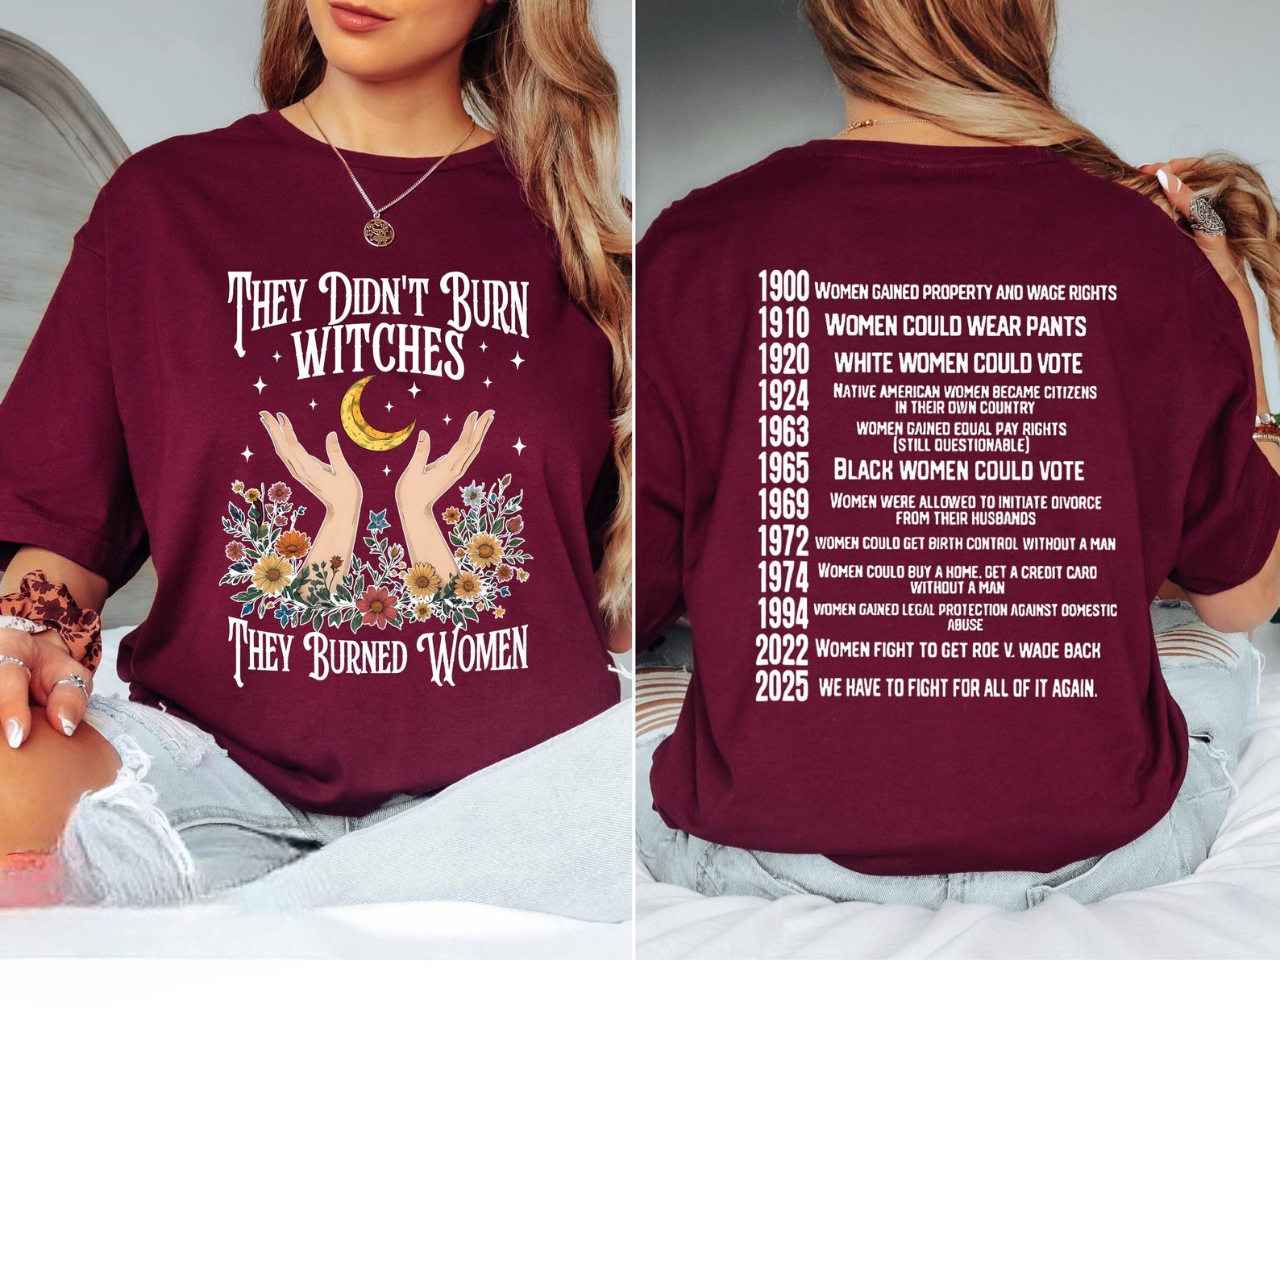 THEY DIDN'T BURN
WITCHES
THEY BURNED WOMEN
1900 WOMEN GAINED PROPERTY AND WAGE RIGHTS
1910 WOMEN COULD WEAR PANTS
1920 WHITE WOMEN COULD VOTE
1924 NATIVE AMERICAN WOMEN BECAME CITIZENS
IN THEIR OWN COUNTRY
1963 WOMEN GAINED EQUAL PAY RIGHTS
(STILL QUESTIONABLE)
1965 BLACK WOMEN COULD VOTE
1969 WOMEN WERE ALLOWED TO INITIATE DIVORCE
FROM THEIR HUSBANDS
1972 WOMEN COULD GET BIRTH CONTROL WITHOUT A MAN
1974 WOMEN COULD BUY A HOME, GET A CREDIT CARD
WITHOUT A MAN
1994 WOMEN GAINED LEGAL PROTECTION AGAINST DOMESTIC
ABUSE
2022 WOMEN FIGHT TO GET ROE V. WADE BACK
2025 WE HAVE TO FIGHT FOR ALL OF IT AGAIN.